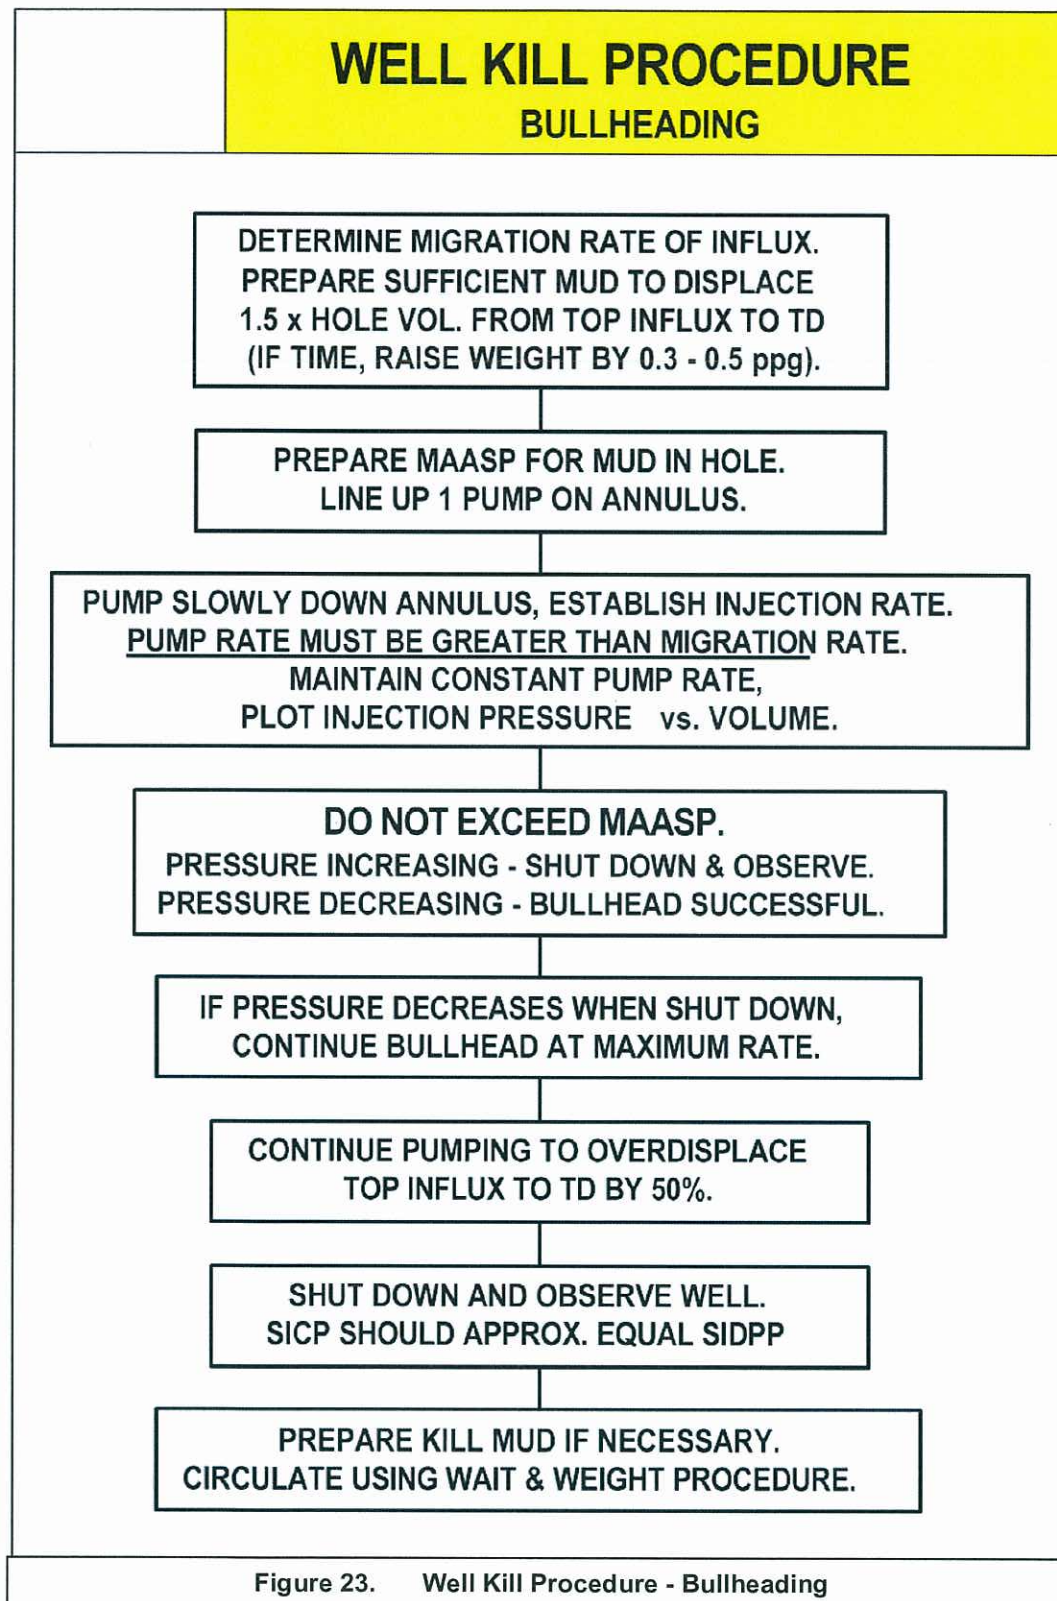 WELL KILL PROCEDURE
BULLHEADING
DETERMINE MIGRATION RATE OF INFLUX.
PREPARE SUFFICIENT MUD TO DISPLACE
1.5 x HOLE VOL. FROM TOP INFLUX TO TD
(IF TIME, RAISE WEIGHT BY 0.3 - 0.5 ppg).
PREPARE MAASP FOR MUD IN HOLE.
LINE UP 1 PUMP ON ANNULUS.
PUMP SLOWLY DOWN ANNULUS, ESTABLISH INJECTION RATE.
PUMP RATE MUST BE GREATER THAN MIGRATION RATE.
MAINTAIN CONSTANT PUMP RATE,
PLOT INJECTION PRESSURE vs. VOLUME.
DO NOT EXCEED MAASP.
PRESSURE INCREASING - SHUT DOWN & OBSERVE.
PRESSURE DECREASING - BULLHEAD SUCCESSFUL.
IF PRESSURE DECREASES WHEN SHUT DOWN,
CONTINUE BULLHEAD AT MAXIMUM RATE.
CONTINUE PUMPING TO OVERDISPLACE
TOP INFLUX TO TD BY 50%.
SHUT DOWN AND OBSERVE WELL.
SICP SHOULD APPROX. EQUAL SIDPP
PREPARE KILL MUD IF NECESSARY.
CIRCULATE USING WAIT & WEIGHT PROCEDURE.
Figure 23. Well Kill Procedure - Bullheading